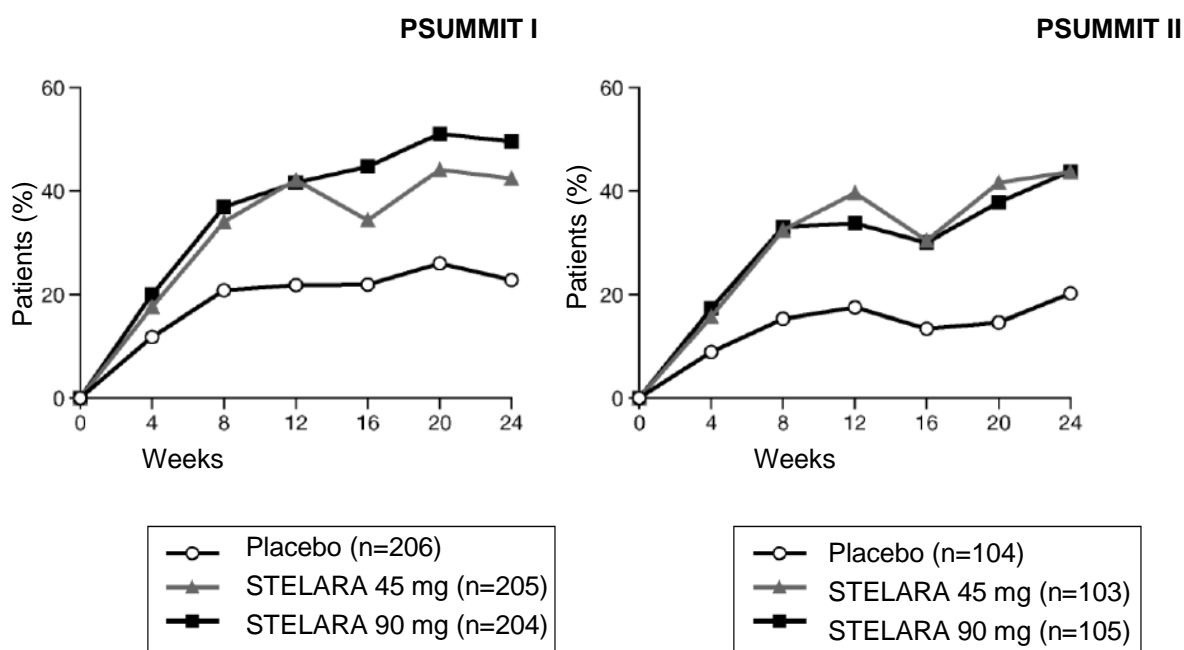 PSUMMIT I
PSUMMIT II
60
40
20
0
Patients (%)
0 4 8 12 16 20 24
Weeks
60
40
20
0
Patients (%)
0 4 8 12 16 20 24
Weeks
Placebo (n=206)
STELARA 45 mg (n=205)
STELARA 90 mg (n=204)
Placebo (n=104)
STELARA 45 mg (n=103)
STELARA 90 mg (n=105)